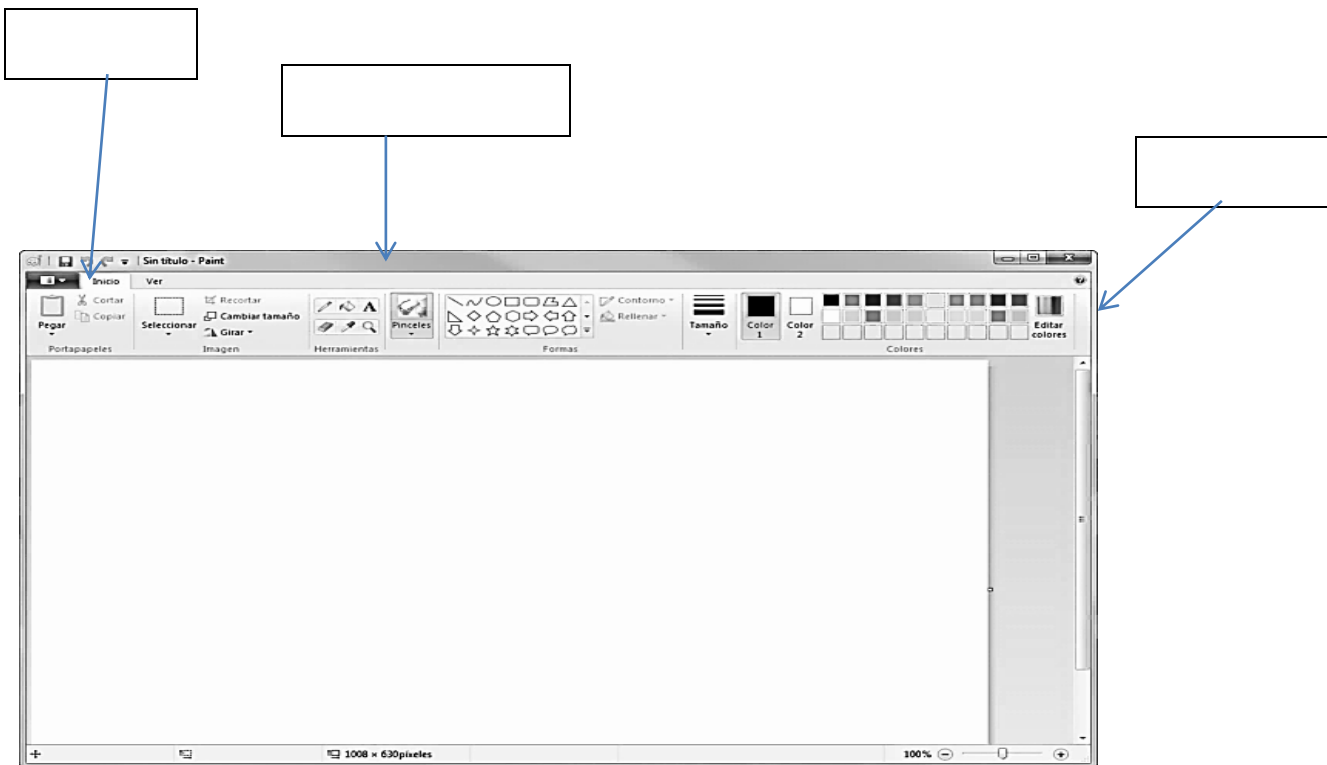 Sin título - Paint
Inicio Ver
Pegar
Cortar
Copiar
Portapapeles
Seleccionar
Recortar
Cambiar tamaño
Girar
Imagen
A
Herramientas
Pinceles
Contorno
Rellenar
Formas
Tamaño
Color
1
Color
2
Editar
colores
Colores
1008 × 630píxeles
100%